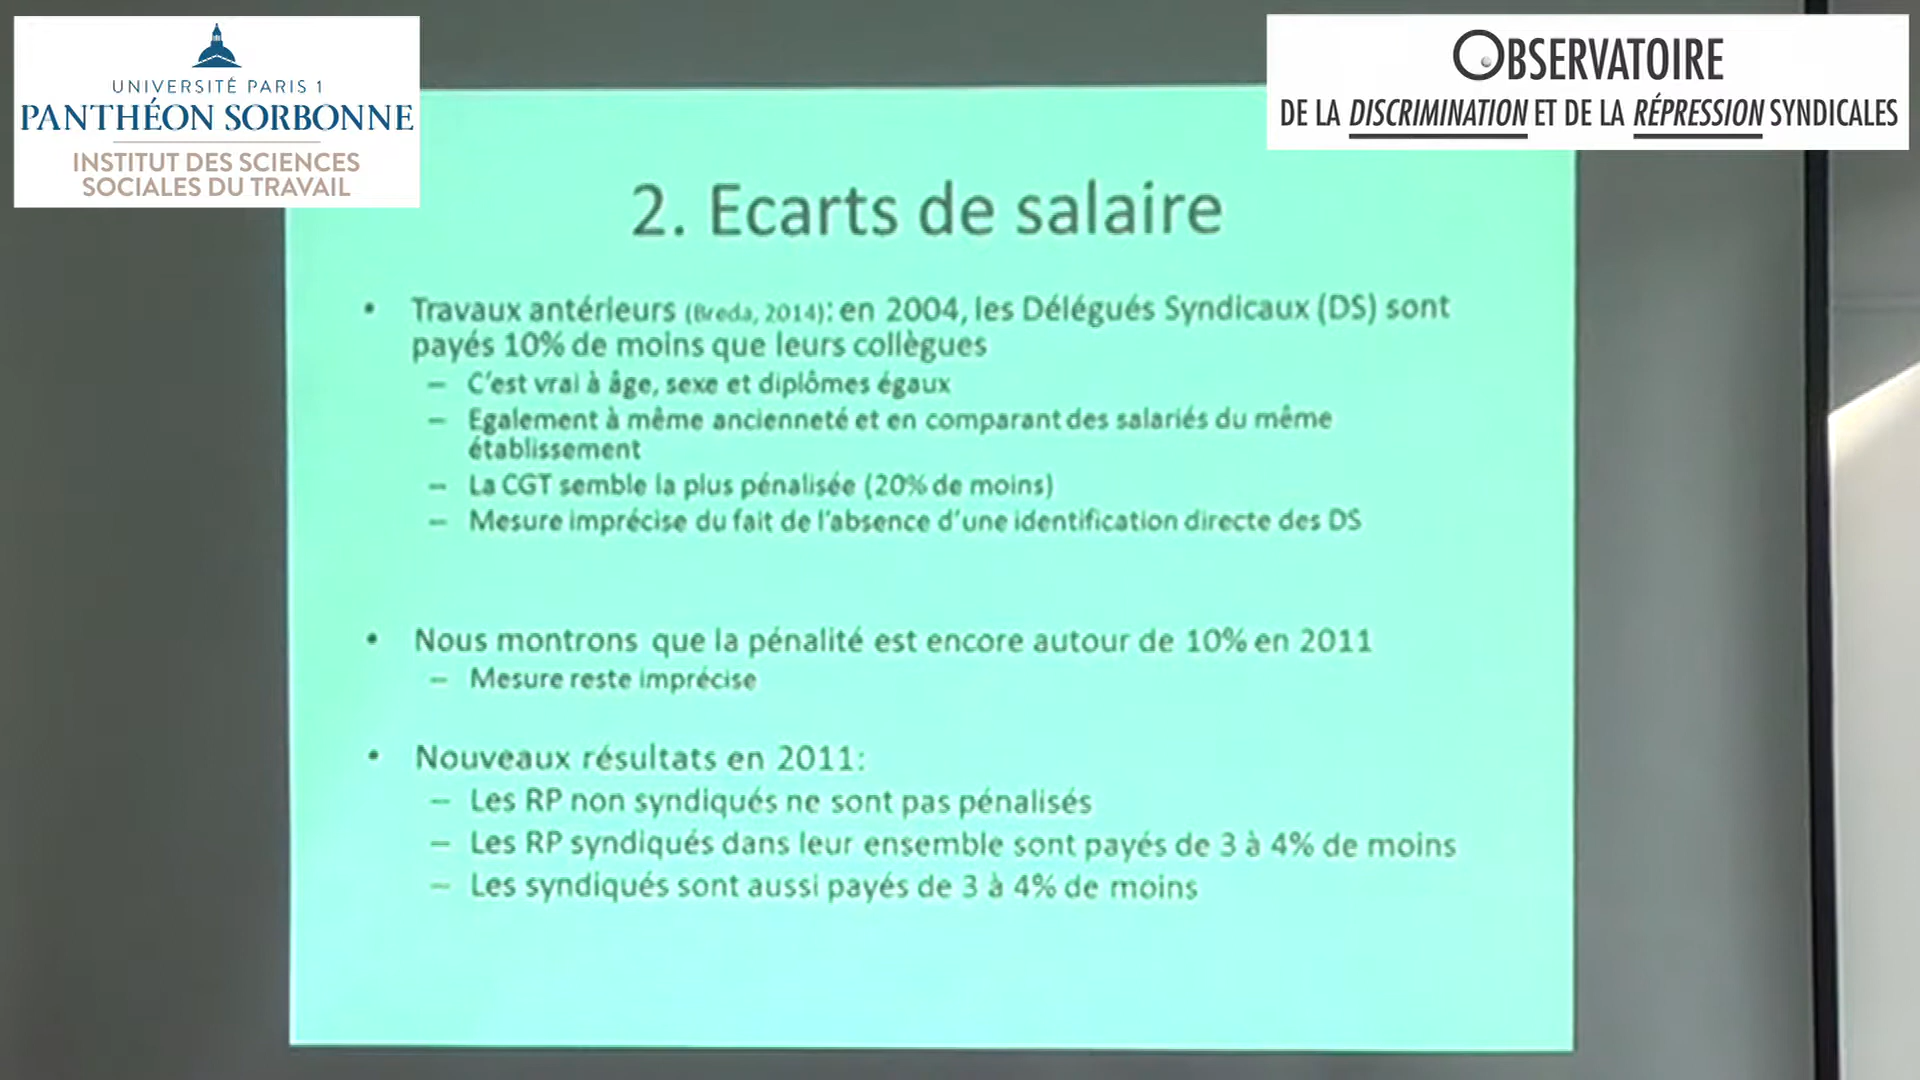 UNIVERSITÉ PARIS 1
PANTHÉON SORBONNE
INSTITUT DES SCIENCES
SOCIALES DU TRAVAIL
OBSERVATOIRE
DE LA DISCRIMINATION ET DE LA RÉPRESSION SYNDICALES
2. Ecarts de salaire
• Travaux antérieurs (Breda, 2014): en 2004, les Délégués Syndicaux (DS) sont
payés 10% de moins que leurs collègues
– C'est vrai à âge, sexe et diplômes égaux
– Egalement à même ancienneté et en comparant des salariés du même
établissement
– La CGT semble la plus pénalisée (20% de moins)
– Mesure imprécise du fait de l'absence d'une identification directe des DS
• Nous montrons que la pénalité est encore autour de 10% en 2011
– Mesure reste imprécise
• Nouveaux résultats en 2011:
– Les RP non syndiqués ne sont pas pénalisés
– Les RP syndiqués dans leur ensemble sont payés de 3 à 4% de moins
– Les syndiqués sont aussi payés de 3 à 4% de moins